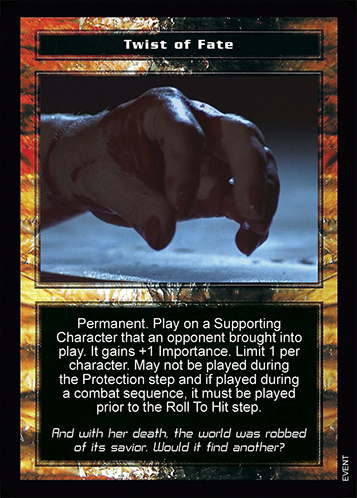 Twist of Fate
Permanent. Play on a Supporting
Character that an opponent brought into
play. It gains +1 Importance. Limit 1 per
character. May not be played during
the Protection step and if played during
a combat sequence, it must be played
prior to the Roll To Hit step.
And with her death, the world was robbed
of its savior. Would it find another?
EVENT